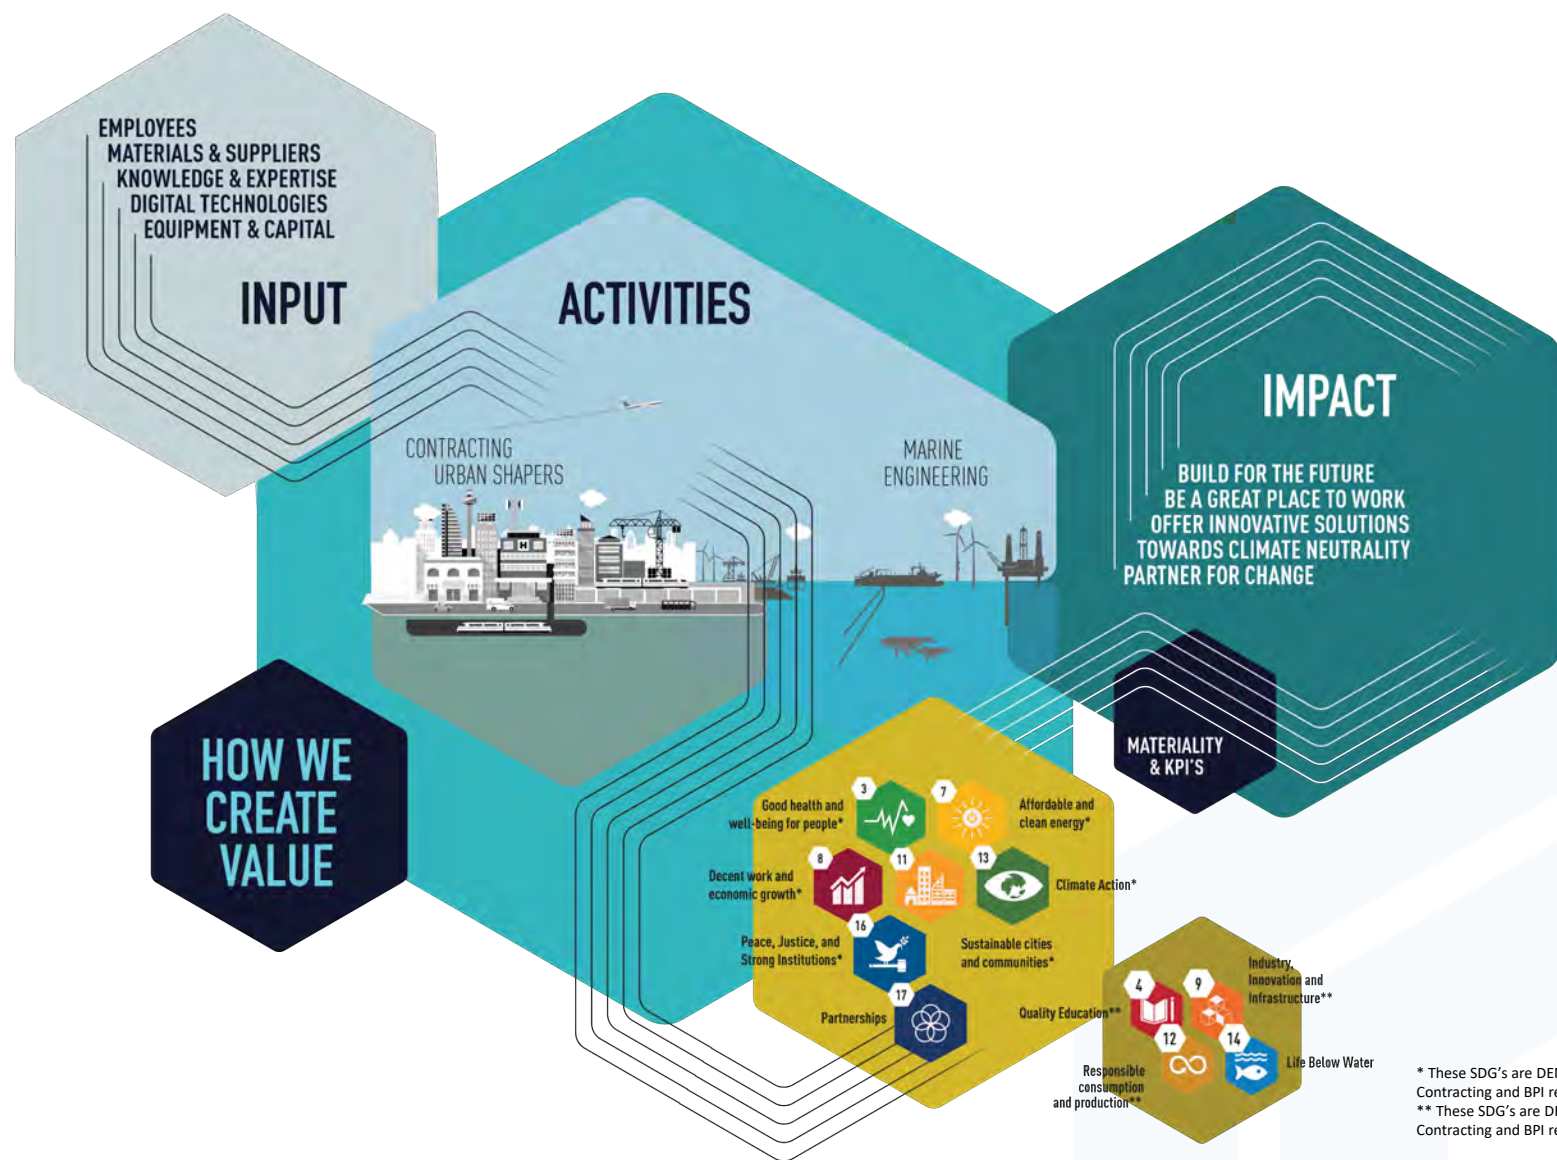 EMPLOYEES
MATERIALS & SUPPLIERS
KNOWLEDGE & EXPERTISE
DIGITAL TECHNOLOGIES
EQUIPMENT & CAPITAL
INPUT
ACTIVITIES
CONTRACTING
URBAN SHAPERS
MARINE
ENGINEERING
H
IMPACT
BUILD FOR THE FUTURE
BE A GREAT PLACE TO WORK
OFFER INNOVATIVE SOLUTIONS
TOWARDS CLIMATE NEUTRALITY
PARTNER FOR CHANGE
MATERIALITY
& KPI'S
HOW WE
CREATE
VALUE
3
Good health and
well-being for people*
7
Affordable and
clean energy*
8
Decent work and
economic growth*
11
13
Climate Action*
16
Peace, Justice, and
Strong Institutions*
Sustainable cities
and communities*
17
Partnerships
4
Quality Education**
9
Industry,
Innovation and
Infrastructure**
12
Responsible
consumption
and production**
14
Life Below Water
* These SDG's are
Contracting and BPI
** These SDG's are
Contracting and BPI